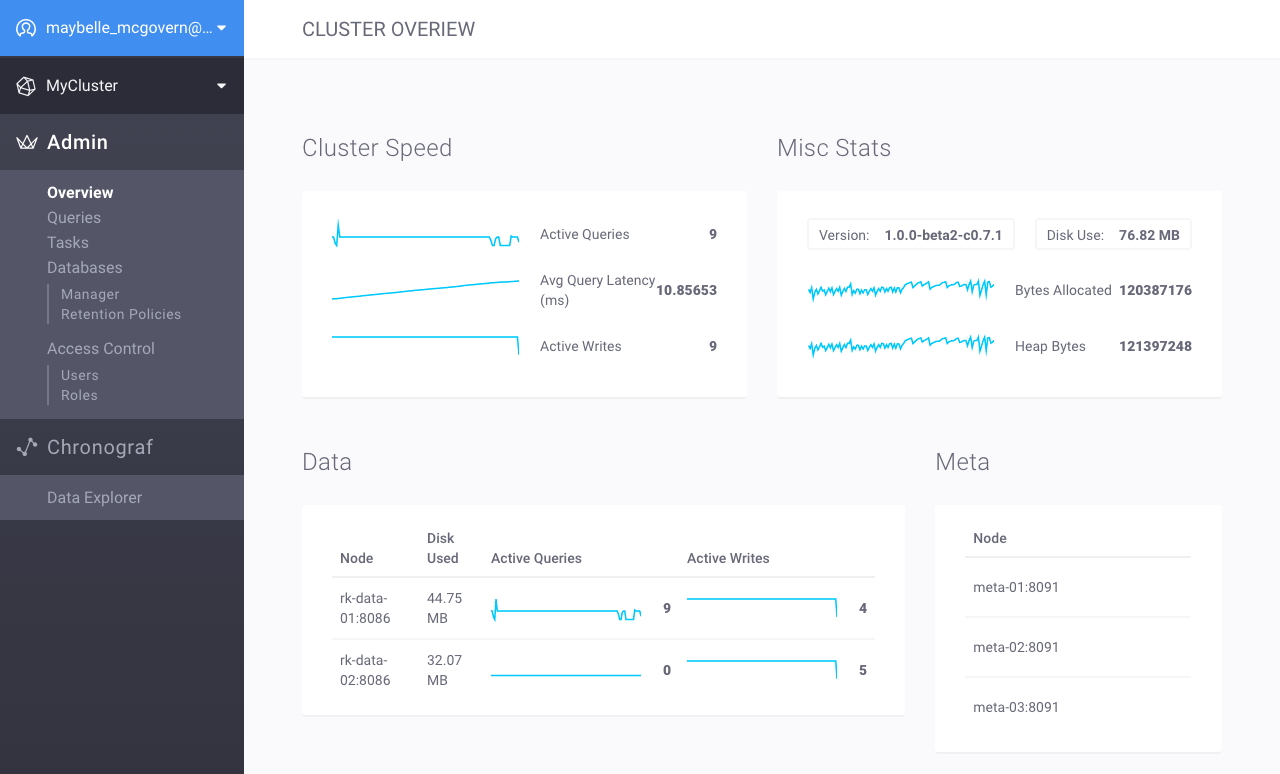 maybelle_mcgovern@...
MyCluster
Admin
Overview
Queries
Tasks
Databases
Manager
Retention Policies
Access Control
Users
Roles
Chronograf
Data Explorer
CLUSTER OVERIEW
Cluster Speed
Active Queries 9
Avg Query Latency
(ms) 10.85653
Active Writes 9
Misc Stats
Version: 1.0.0-beta2-c0.7.1
Disk Use: 76.82 MB
Bytes Allocated 120387176
Heap Bytes 121397248
Data
Node Disk Used Active Queries Active Writes
rk-data-01:8086 44.75 MB 9 4
rk-data-02:8086 32.07 MB 0 5
Meta
Node
meta-01:8091
meta-02:8091
meta-03:8091